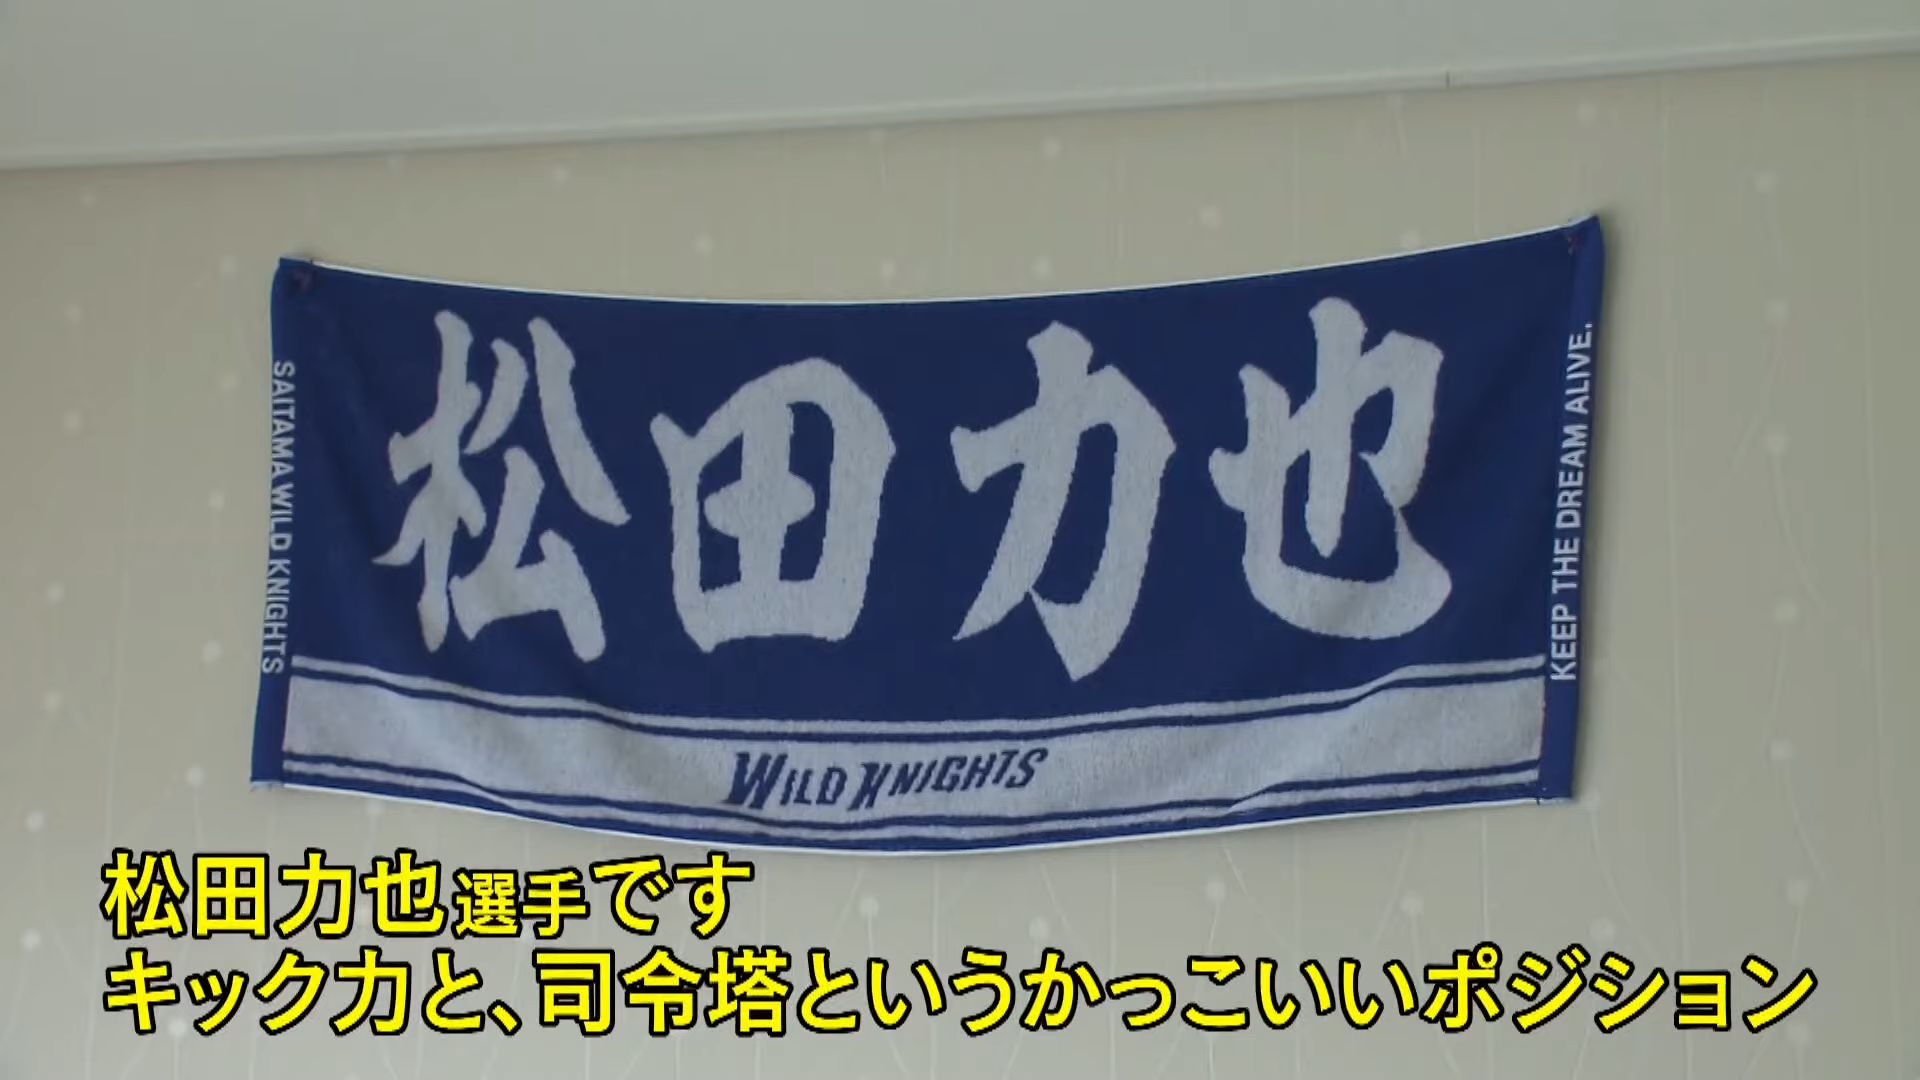 松田力也
SAITAMA WILD KNIGHTS
KEEP THE DREAM ALIVE.
WILD KNIGHTS
松田力也選手です
キック力と、司令塔というかっこいいポジション